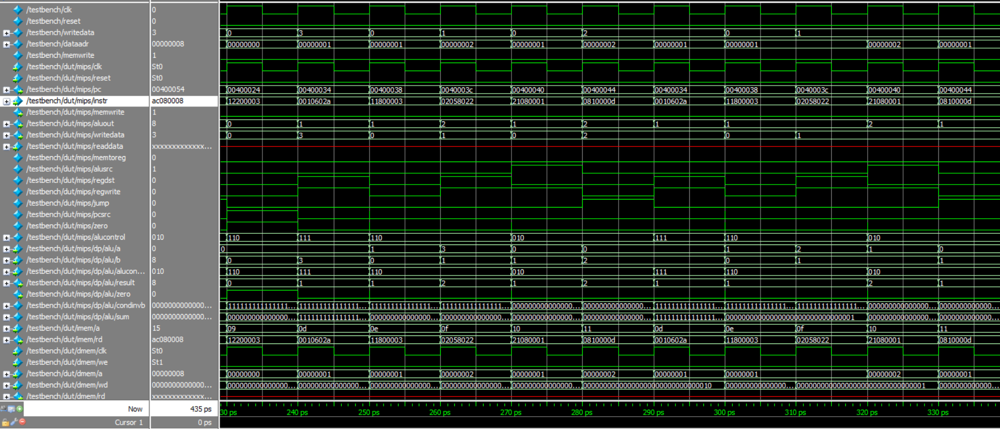 /testbench/clk 0
/testbench/reset 0
/testbench/writedata 3 0 3 0 1 0 2 0 1
/testbench/dataadr 00000008 00000000 00000001 00000001 00000002 00000001 00000002 00000001 00000001 00000002 00000001
/testbench/memwrite 1
/testbench/dut/mips/clk St0
/testbench/dut/mips/reset St0
/testbench/dut/mips/pc 00400054 00400024 00400034 00400038 0040003c 00400040 00400044 00400034 00400038 0040003c 00400040 00400044
/testbench/dut/mips/instr ac080008 12200003 0010602a 11800003 02058022 21080001 0810000d 0010602a 11800003 02058022 21080001 0810000d
/testbench/dut/mips/memwrite 1
/testbench/dut/mips/aluout 8 0 1 1 2 1 2 1 1 2 1
/testbench/dut/mips/writedata 3 0 3 0 1 0 2 0 1
/testbench/dut/mips/readdata xxxxxxxxxxxxx...
/testbench/dut/mips/memtoreg 0
/testbench/dut/mips/alusrc 1
/testbench/dut/mips/regdst 0
/testbench/dut/mips/regwrite 0
/testbench/dut/mips/jump 0
/testbench/dut/mips/pcsrc 0
/testbench/dut/mips/zero 0
/testbench/dut/mips/alucontrol 010 110 111 110 010 111 110 010
/testbench/dut/mips/dp/alu/a 0 0 1 3 0 0 1 2 1 0
/testbench/dut/mips/dp/alu/b 8 0 3 0 1 1 2 0 1 1
/testbench/dut/mips/dp/alu/alucon... 010 110 111 110 010 111 110 010
/testbench/dut/mips/dp/alu/result 8 0 1 1 2 1 2 1 1 2 1
/testbench/dut/mips/dp/alu/zero 0
/testbench/dut/mips/dp/alu/condinvb 0000000000000... 111111111111111... 111111111111111... 111111111111111... 111111111111111... 000000000000000... 000000000000000... 111111111111111... 111111111111111... 111111111111111... 000000000000000... 0000000000000...
/testbench/dut/mips/dp/alu/sum 0000000000000... 000000000000000... 111111111111111... 000000000000000... 000000000000000... 000000000000000... 000000000000000... 111111111111111... 00000000000000000000000000000001 000000000000000... 0000000000000...
/testbench/dut/imem/a 15 09 0d 0e 0f 10 11 0d 0e 0f 10 11
/testbench/dut/imem/rd ac080008 12200003 0010602a 11800003 02058022 21080001 0810000d 0010602a 11800003 02058022 21080001 0810000d
/testbench/dut/dmem/clk St0
/testbench/dut/dmem/we St1
/testbench/dut/dmem/a 00000008 00000000 00000001 00000001 00000002 00000001 00000002 00000001 00000001 00000002 00000001
/testbench/dut/dmem/wd 0000000000000... 000000000000000... 000000000000000... 000000000000000... 000000000000000... 000000000000000... 00000000000000000000000000000010 000000000000000... 00000000000000000000000000000001 0000000000000...
/testbench/dut/dmem/rd xxxxxxxxxxxxx...
Now 435 ps 30 ps 240 ps 250 ps 260 ps 270 ps 280 ps 290 ps 300 ps 310 ps 320 ps 330 ps
Cursor 1 0 ps